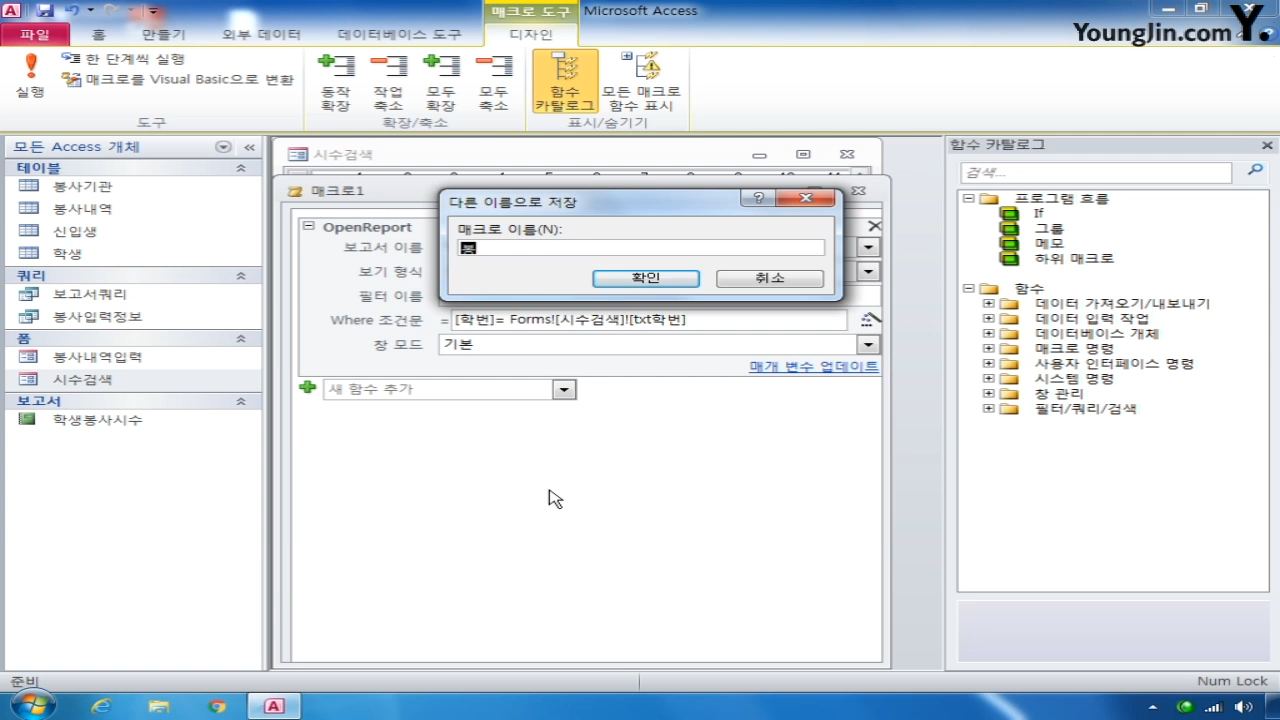 매크로 도구
Microsoft Access
YoungJin.com Y.
파일
홈
만들기
외부 데이터
데이터베이스 도구
디자인
실행
한 단계씩 실행
매크로를 Visual Basic으로 변환
도구
동작 확장
작업 축소
모두 확장
모두 축소
확장/축소
함수 카탈로그
모든 매크로 함수 표시
표시/숨기기
모든 Access 개체
테이블
봉사기관
봉사내역
신입생
학생
쿼리
보고서쿼리
봉사입력정보
폼
봉사내역입력
시수검색
보고서
학생봉사시수
시수검색
매크로1
OpenReport
보고서 이름
보기 형식
필터 이름
Where 조건문
= [학번]= Forms![시수검색]![txt학번]
창 모드
기본
매개 변수 업데이트
새 함수 추가
다른 이름으로 저장
매크로 이름(N):
봉
확인
취소
함수 카탈로그
검색...
프로그램 흐름
If
그룹
메모
하위 매크로
함수
데이터 가져오기/내보내기
데이터 입력 작업
데이터베이스 개체
매크로 명령
사용자 인터페이스 명령
시스템 명령
창 관리
필터/쿼리/검색
준비
Num Lock